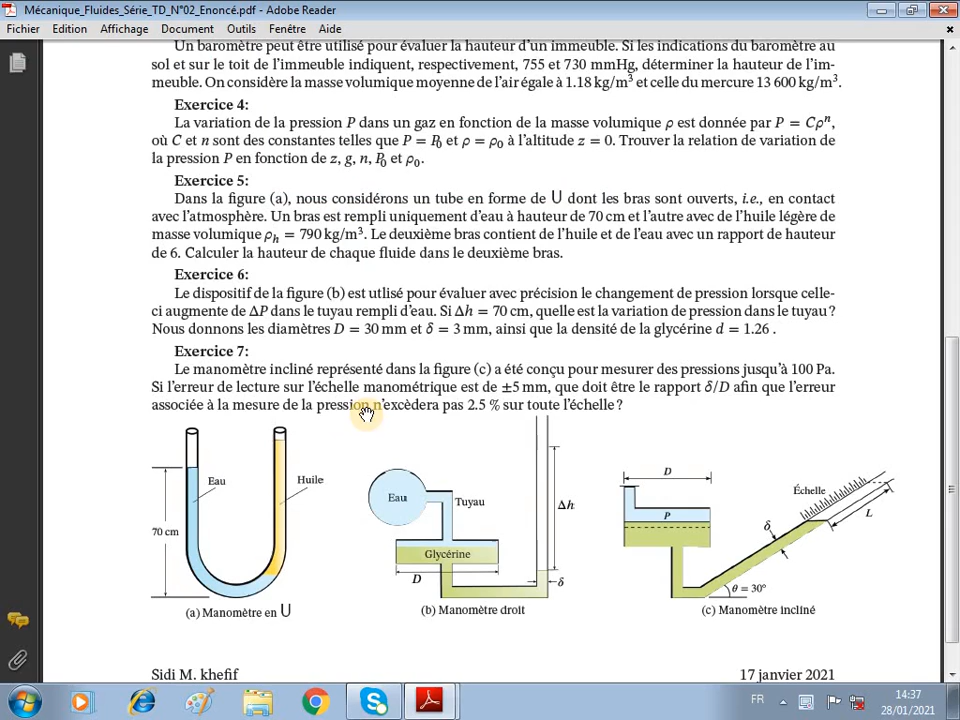 Mécanique_Fluides_Série_TD_N°02_Enoncé.pdf - Adobe Reader
Fichier Edition Affichage Document Outils Fenêtre Aide
Un baromètre peut être utilisé pour évaluer la hauteur d'un immeuble. Si les indications du baromètre au
sol et sur le toit de l'immeuble indiquent, respectivement, 755 et 730 mmHg, déterminer la hauteur de l'im-
meuble. On considère la masse volumique moyenne de l'air égale à 1.18 kg/m³ et celle du mercure 13 600 kg/m³.
Exercice 4:
La variation de la pression P dans un gaz en fonction de la masse volumique ρ est donnée par P = Cρⁿ,
où C et n sont des constantes telles que P = P₀ et ρ = ρ₀ à l'altitude z = 0. Trouver la relation de variation de
la pression P en fonction de z, g, n, P₀ et ρ₀.
Exercice 5:
Dans la figure (a), nous considérons un tube en forme de U dont les bras sont ouverts, i.e., en contact
avec l'atmosphère. Un bras est rempli uniquement d'eau à hauteur de 70 cm et l'autre avec de l'huile légère de
masse volumique ρₕ = 790 kg/m³. Le deuxième bras contient de l'huile et de l'eau avec un rapport de hauteur
de 6. Calculer la hauteur de chaque fluide dans le deuxième bras.
Exercice 6:
Le dispositif de la figure (b) est utlisé pour évaluer avec précision le changement de pression lorsque celle-
ci augmente de ΔP dans le tuyau rempli d'eau. Si Δh = 70 cm, quelle est la variation de pression dans le tuyau ?
Nous donnons les diamètres D = 30 mm et δ = 3 mm, ainsi que la densité de la glycérine d = 1.26 .
Exercice 7:
Le manomètre incliné représenté dans la figure (c) a été conçu pour mesurer des pressions jusqu'à 100 Pa.
Si l'erreur de lecture sur l'échelle manométrique est de ±5 mm, que doit être le rapport δ/D afin que l'erreur
associée à la mesure de la pression n'excèdera pas 2.5 % sur toute l'échelle ?
Eau
Huile
70 cm
(a) Manomètre en U
Eau
Tuyau
Δh
Glycérine
D
δ
(b) Manomètre droit
D
Échelle
P
L
δ
θ = 30°
(c) Manomètre incliné
Sidi M. khefif 17 janvier 2021
FR
14:37
28/01/2021